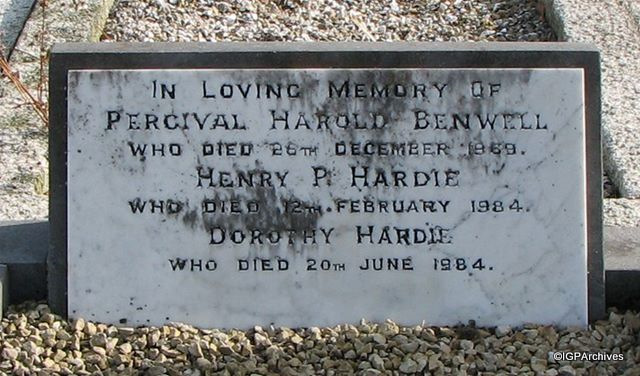 In Loving Memory Of
Percival Harold Benwell
who died 26th December 1969.
Henry P. Hardie
who died 12th February 1984.
Dorothy Hardie
who died 20th June 1984.
©IGPArchives